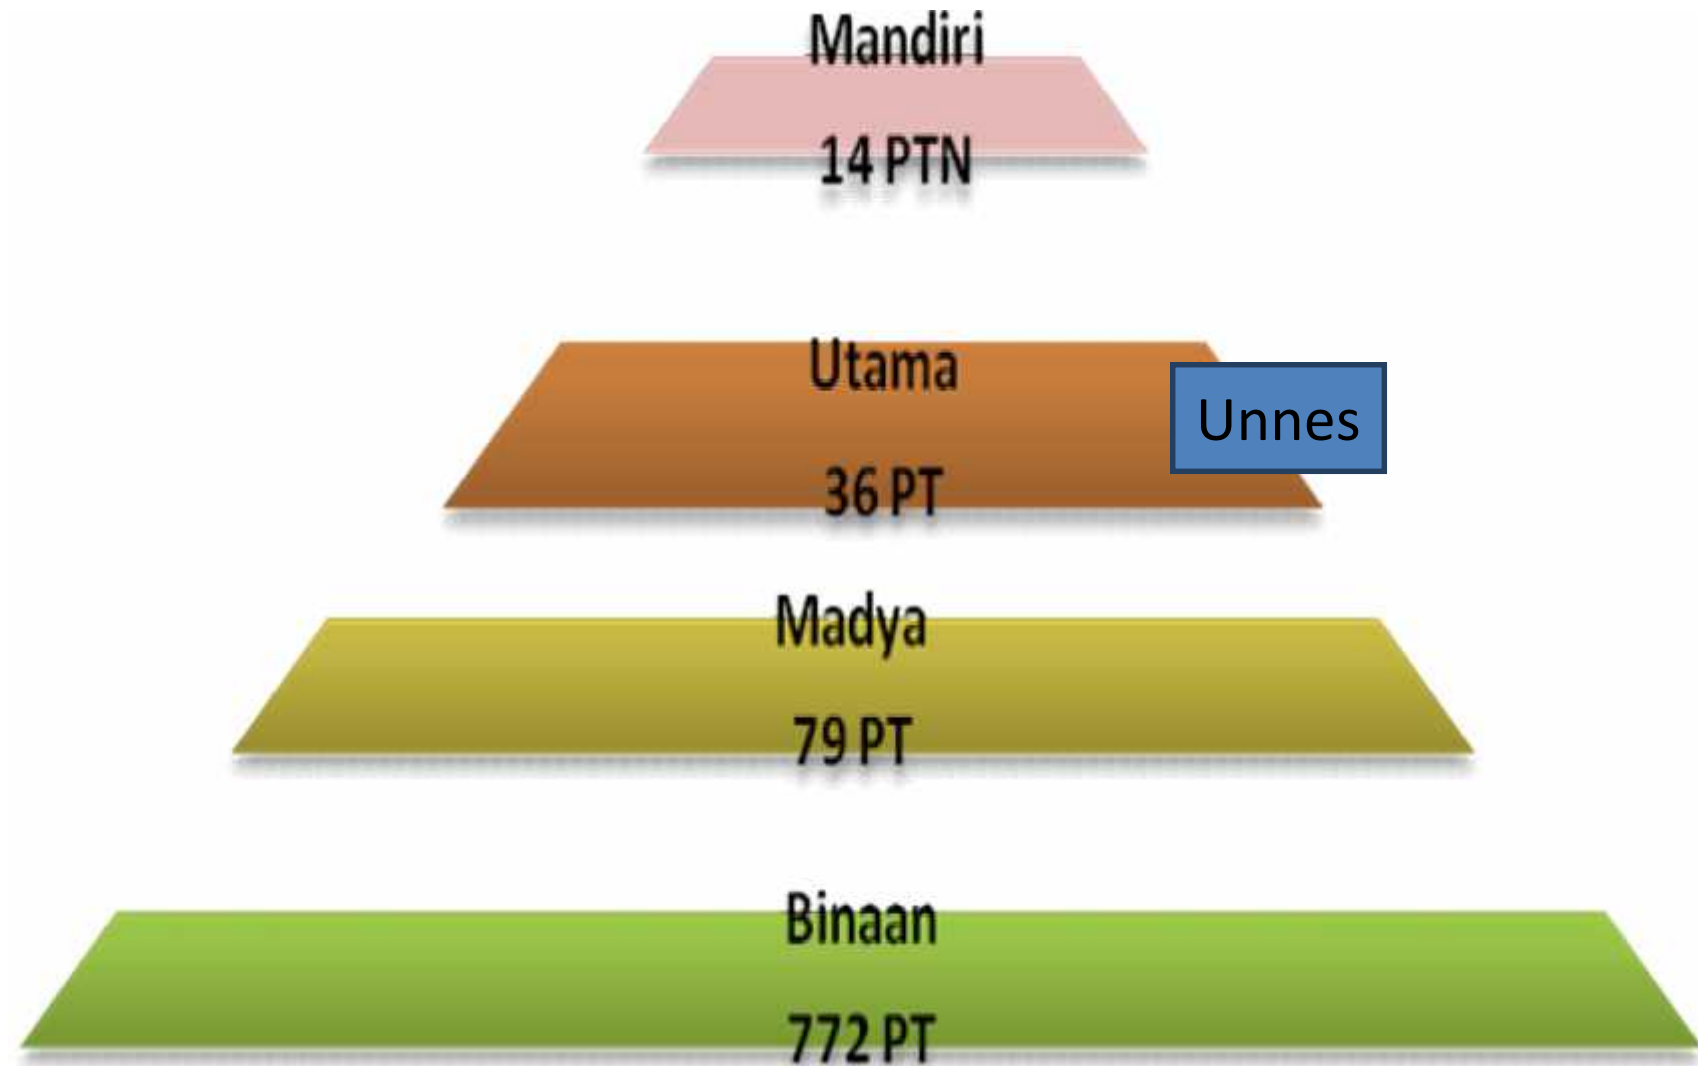 Mandiri
14 PTN
Utama
Unnes
36 PT
Madya
79 PT
Binaan
772 PT